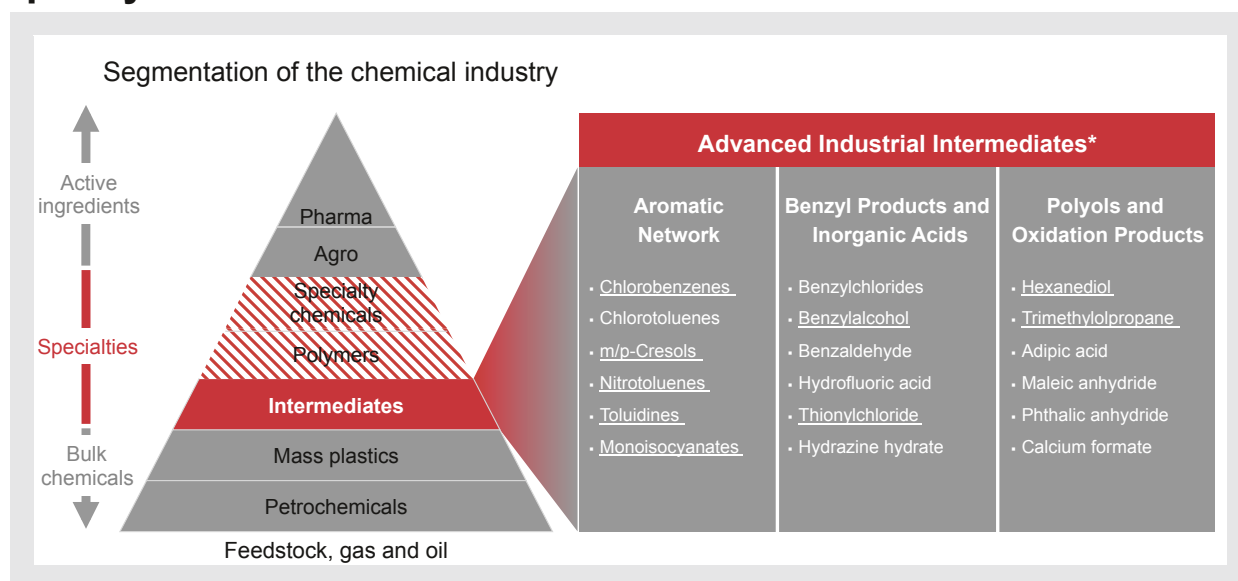 Segmentation of the chemical industry
Active
ingredients
Specialties
Bulk
chemicals
Pharma
Agro
Specialty
chemicals
Polymers
Intermediates
Mass plastics
Petrochemicals
Feedstock, gas and oil
Advanced Industrial Intermediates*
Aromatic
Network
▪ Chlorobenzenes
▪ Chlorotoluenes
▪ m/p-Cresols
▪ Nitrotoluenes
▪ Toluidines
▪ Monoisocyanates
Benzyl Products and
Inorganic Acids
▪ Benzylchlorides
▪ Benzylalcohol
▪ Benzaldehyde
▪ Hydrofluoric acid
▪ Thionylchloride
▪ Hydrazine hydrate
Polyols and
Oxidation Products
▪ Hexanediol
▪ Trimethylolpropane
▪ Adipic acid
▪ Maleic anhydride
▪ Phthalic anhydride
▪ Calcium formate